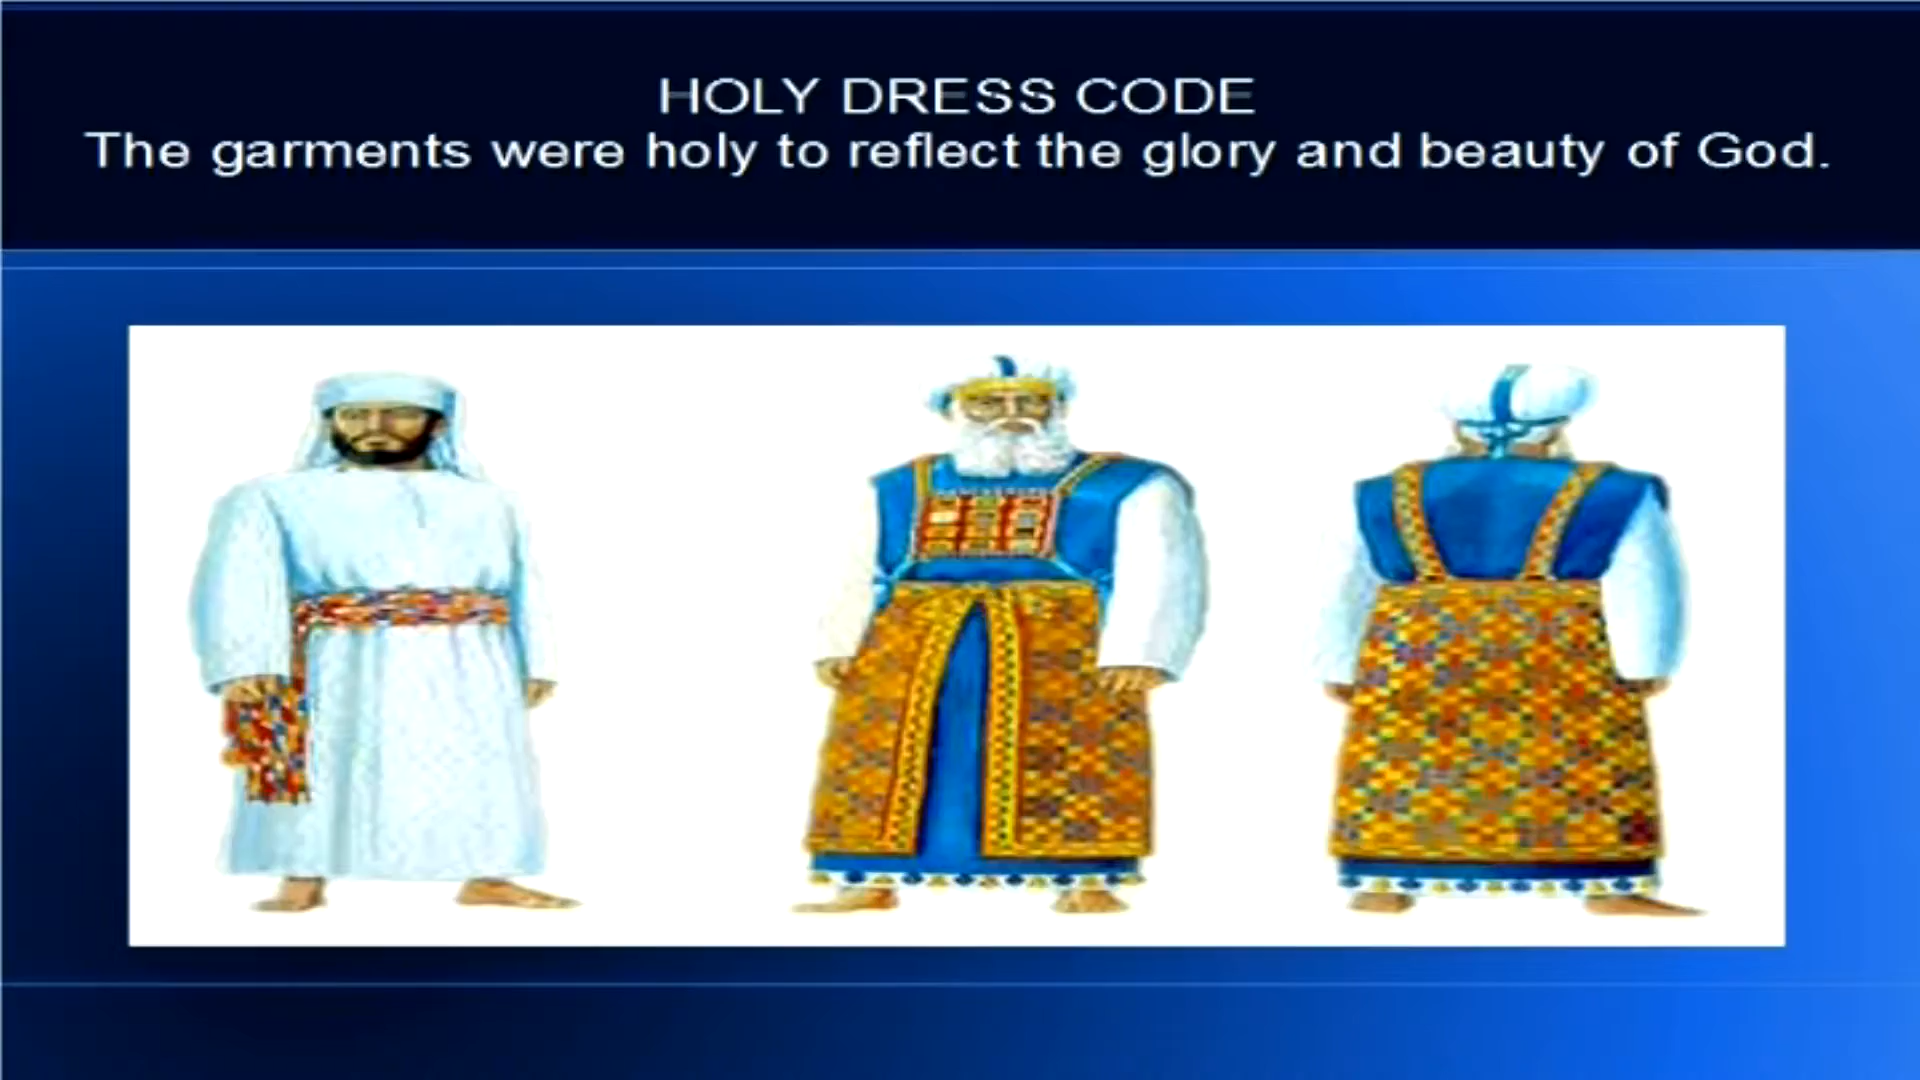 HOLY DRESS CODE
The garments were holy to reflect the glory and beauty of God.